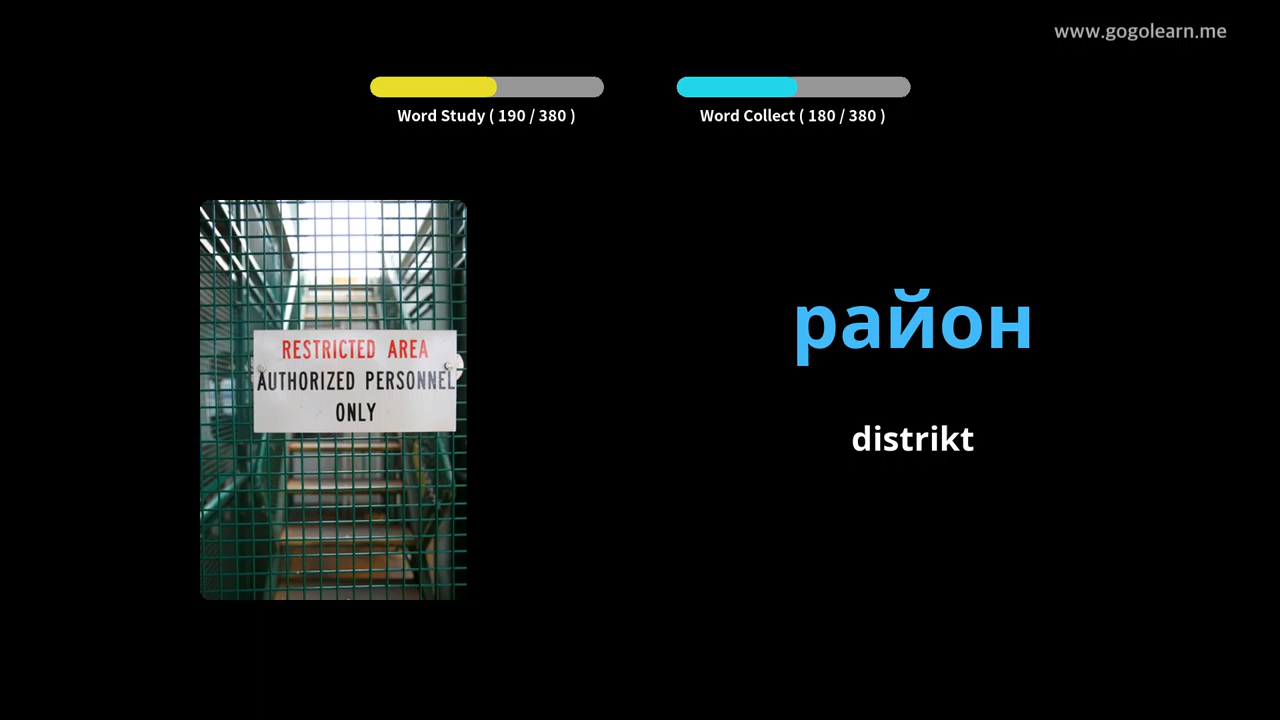 www.gogolearn.me
Word Study ( 190 / 380 )
Word Collect ( 180 / 380 )
RESTRICTED AREA
AUTHORIZED PERSONNEL
ONLY
район
distrikt